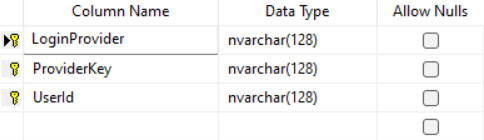 Column Name Data Type Allow Nulls
LoginProvider nvarchar(128)
ProviderKey nvarchar(128)
UserId nvarchar(128)